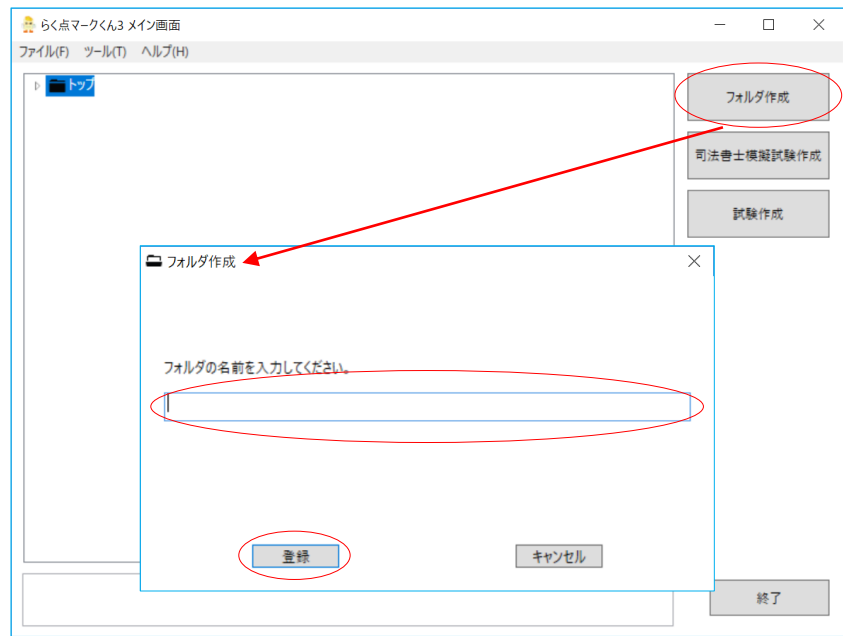 らく点マークくん3 メイン画面
ファイル(F) ツール(T) ヘルプ(H)
トップ
フォルダ作成
司法書士模擬試験作成
試験作成
フォルダ作成
フォルダの名前を入力してください。
登録
キャンセル
終了